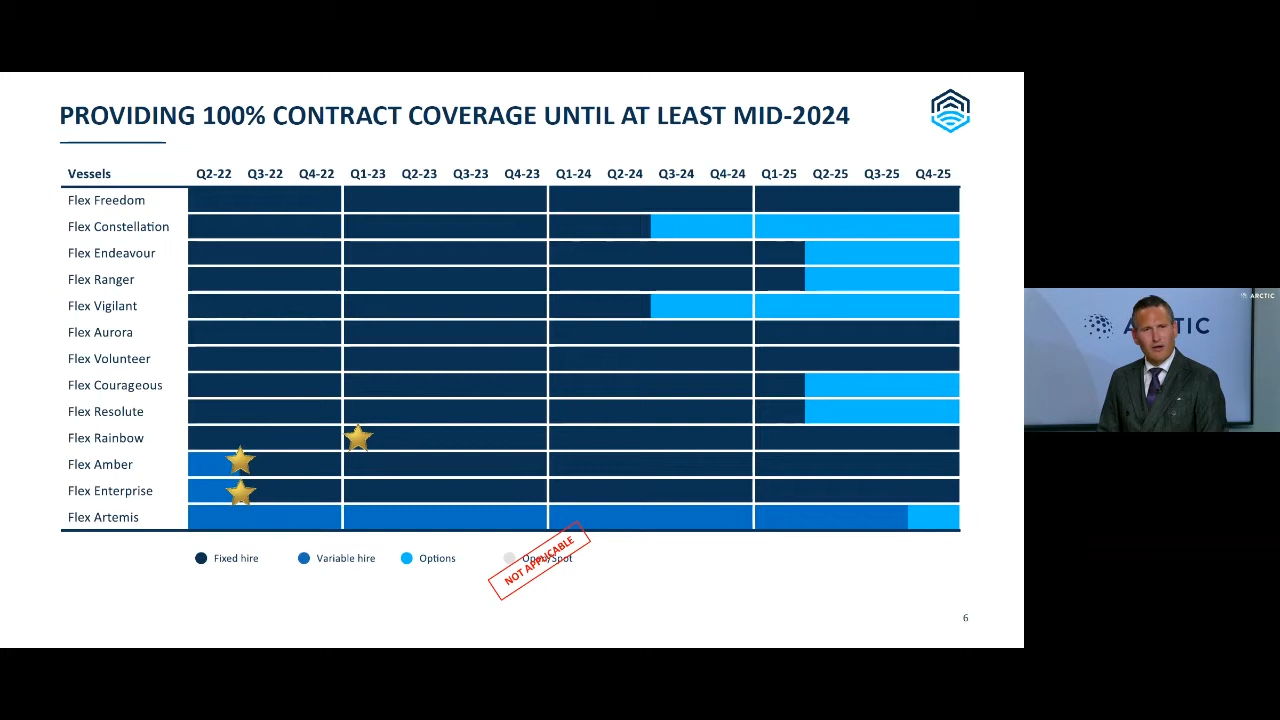 PROVIDING 100% CONTRACT COVERAGE UNTIL AT LEAST MID-2024
Vessels Q2-22 Q3-22 Q4-22 Q1-23 Q2-23 Q3-23 Q4-23 Q1-24 Q2-24 Q3-24 Q4-24 Q1-25 Q2-25 Q3-25 Q4-25
Flex Freedom
Flex Constellation
Flex Endeavour
Flex Ranger
Flex Vigilant
Flex Aurora
Flex Volunteer
Flex Courageous
Flex Resolute
Flex Rainbow
Flex Amber
Flex Enterprise
Flex Artemis
Fixed hire Variable hire Options Open/Spot
NOT APPLICABLE
6
ARCTIC